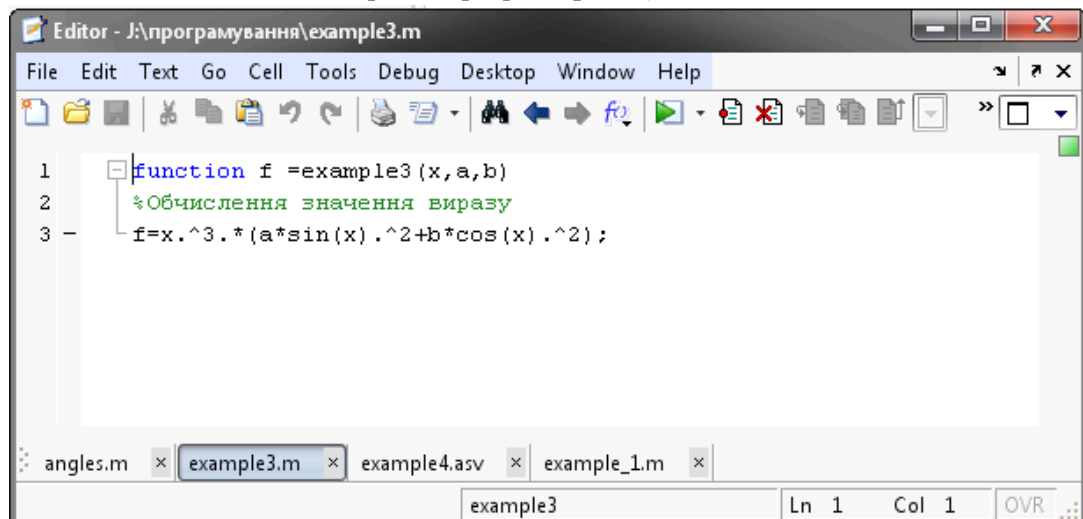 Editor - J:\програмування\example3.m
File Edit Text Go Cell Tools Debug Desktop Window Help
1 function f =example3(x,a,b)
2 %Обчислення значення виразу
3 - f=x.^3.*(a*sin(x).^2+b*cos(x).^2);
angles.m × example3.m × example4.asv × example_1.m ×
example3 Ln 1 Col 1 OVR